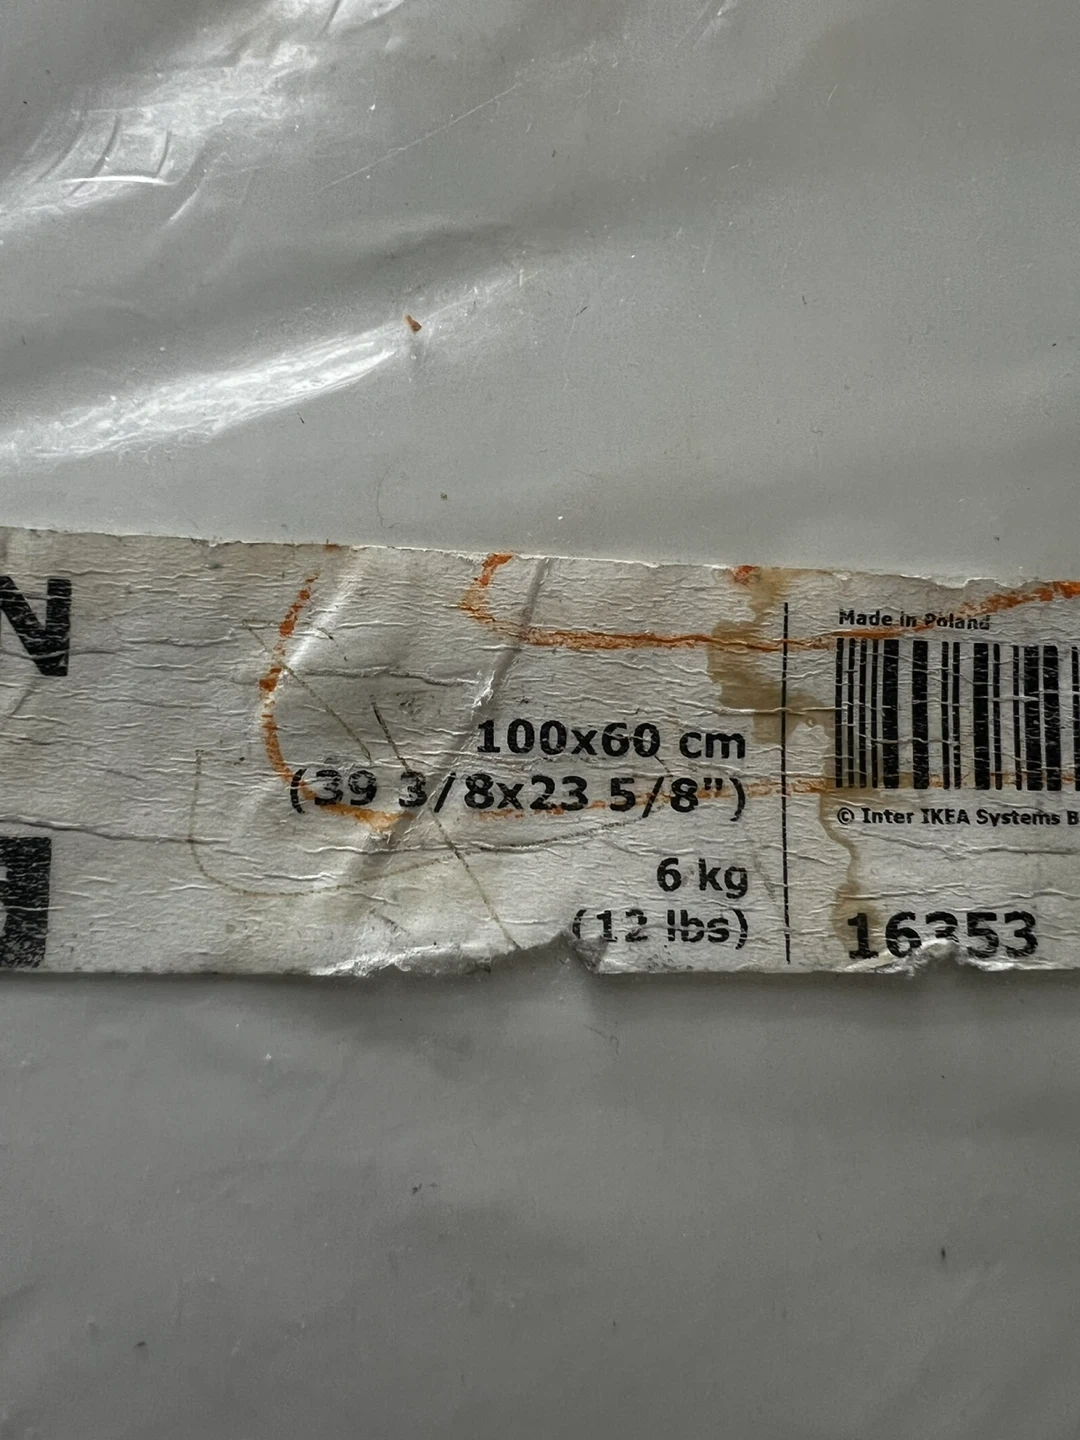 N
100x60 cm
(39 3/8x23 5/8")
6 kg
(12 lbs)
Made in Poland
© Inter IKEA Systems B
16353